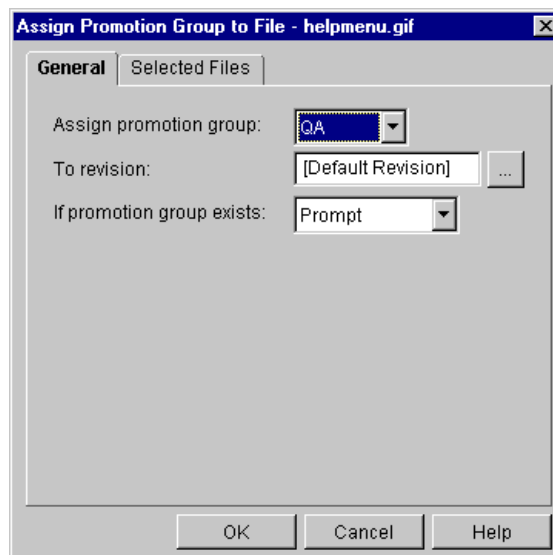 Assign Promotion Group to File - helpmenu.gif
General Selected Files
Assign promotion group: QA
To revision: [Default Revision] ...
If promotion group exists: Prompt
OK Cancel Help